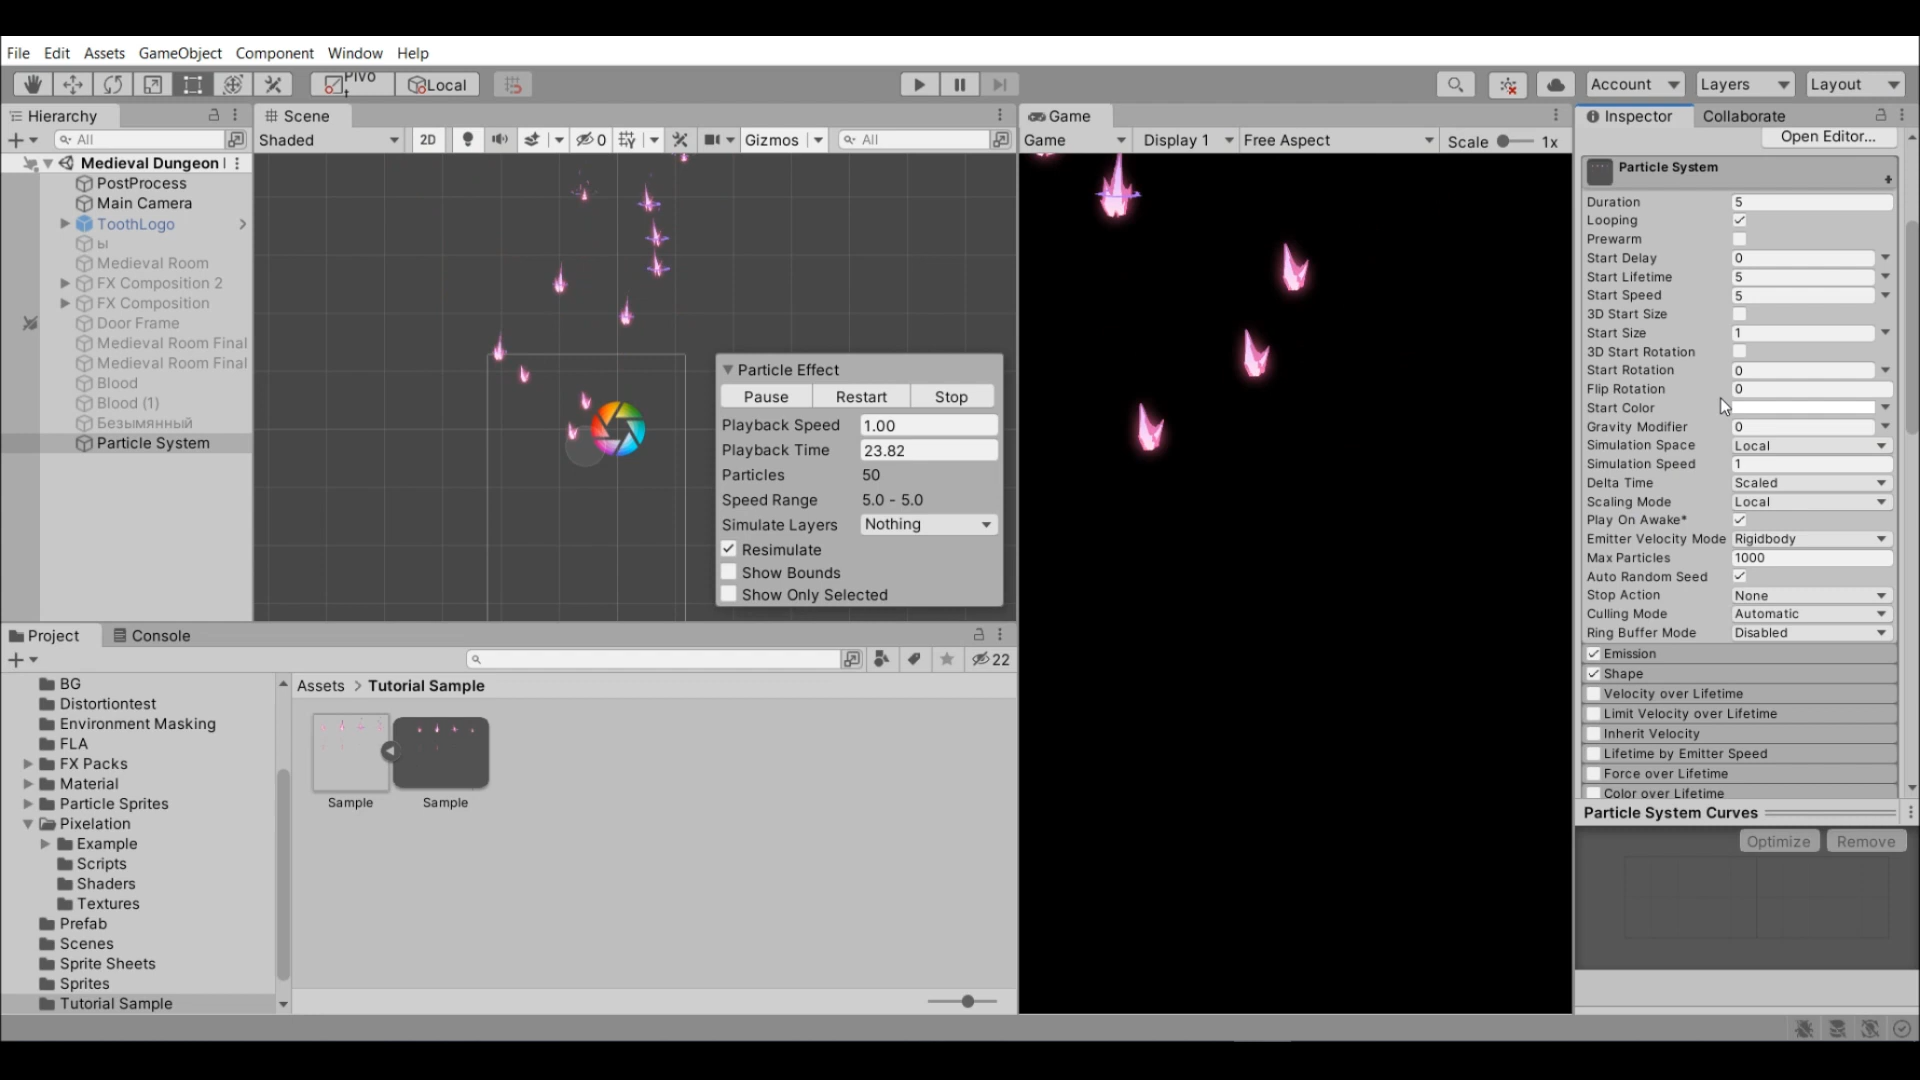 File Edit Assets GameObject Component Window Help
Pivot Local
Account Layers Layout
Hierarchy
All
Medieval Dungeon
PostProcess
Main Camera
ToothLogo
ы
Medieval Room
FX Composition 2
FX Composition
Door Frame
Medieval Room Final
Medieval Room Final
Blood
Blood (1)
Безымянный
Particle System
Scene
Shaded 2D 0 Gizmos All
Particle Effect
Pause Restart Stop
Playback Speed 1.00
Playback Time 23.82
Particles 50
Speed Range 5.0 - 5.0
Simulate Layers Nothing
Resimulate
Show Bounds
Show Only Selected
Game
Game Display 1 Free Aspect Scale 1x
Inspector Collaborate
Open Editor...
Particle System
Duration 5
Looping
Prewarm
Start Delay 0
Start Lifetime 5
Start Speed 5
3D Start Size
Start Size 1
3D Start Rotation
Start Rotation 0
Flip Rotation 0
Start Color
Gravity Modifier 0
Simulation Space Local
Simulation Speed 1
Delta Time Scaled
Scaling Mode Local
Play On Awake*
Emitter Velocity Mode Rigidbody
Max Particles 1000
Auto Random Seed
Stop Action None
Culling Mode Automatic
Ring Buffer Mode Disabled
Emission
Shape
Velocity over Lifetime
Limit Velocity over Lifetime
Inherit Velocity
Lifetime by Emitter Speed
Force over Lifetime
Color over Lifetime
Particle System Curves
Optimize Remove
Project Console
22
BG
Distortiontest
Environment Masking
FLA
FX Packs
Material
Particle Sprites
Pixelation
Example
Scripts
Shaders
Textures
Prefab
Scenes
Sprite Sheets
Sprites
Tutorial Sample
Assets > Tutorial Sample
Sample Sample